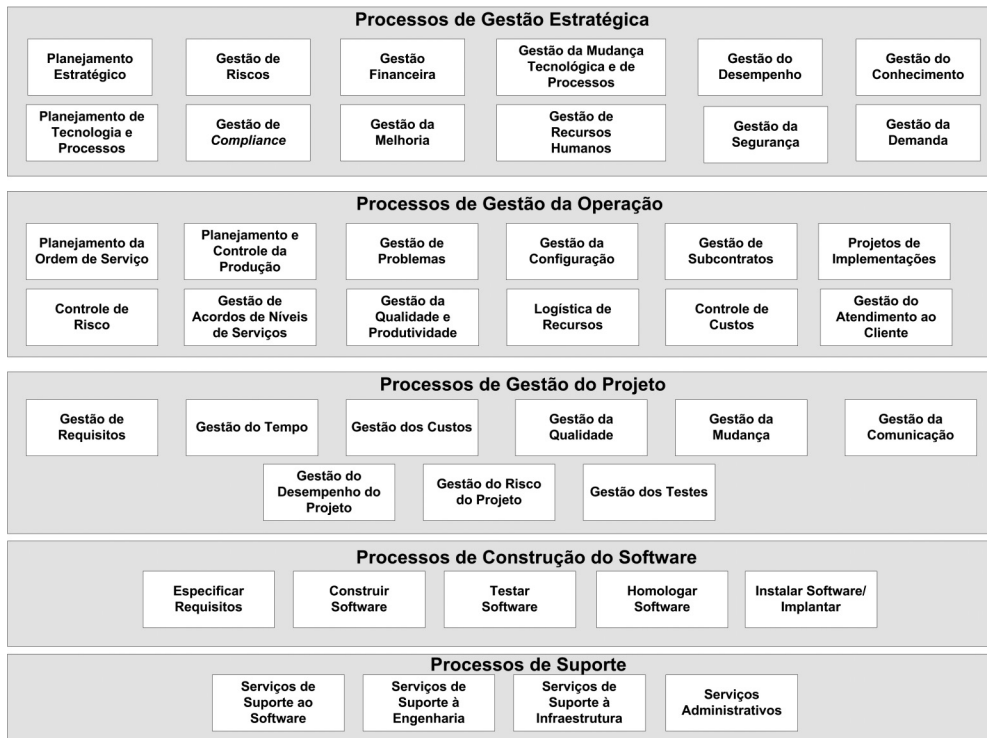 Processos de Gestão Estratégica
Planejamento
Estratégico
Gestão de
Riscos
Gestão
Financeira
Gestão da Mudança
Tecnológica e de
Processos
Gestão do
Desempenho
Gestão do
Conhecimento
Planejamento de
Tecnologia e
Processos
Gestão de
Compliance
Gestão da
Melhoria
Gestão de
Recursos
Humanos
Gestão da
Segurança
Gestão da
Demanda
Processos de Gestão da Operação
Planejamento da
Ordem de Serviço
Planejamento e
Controle da
Produção
Gestão de
Problemas
Gestão da
Configuração
Gestão de
Subcontratos
Projetos de
Implementações
Controle de
Risco
Gestão de
Acordos de Níveis
de Serviços
Gestão da
Qualidade e
Produtividade
Logística de
Recursos
Controle de
Custos
Gestão do
Atendimento ao
Cliente
Processos de Gestão do Projeto
Gestão de
Requisitos
Gestão do Tempo
Gestão dos Custos
Gestão da
Qualidade
Gestão da
Mudança
Gestão da
Comunicação
Gestão do
Desempenho do
Projeto
Gestão do Risco
do Projeto
Gestão dos Testes
Processos de Construção do Software
Especificar
Requisitos
Construir
Software
Testar
Software
Homologar
Software
Instalar Software/
Implantar
Processos de Suporte
Serviços de
Suporte ao
Software
Serviços de
Suporte à
Engenharia
Serviços de
Suporte à
Infraestrutura
Serviços
Administrativos